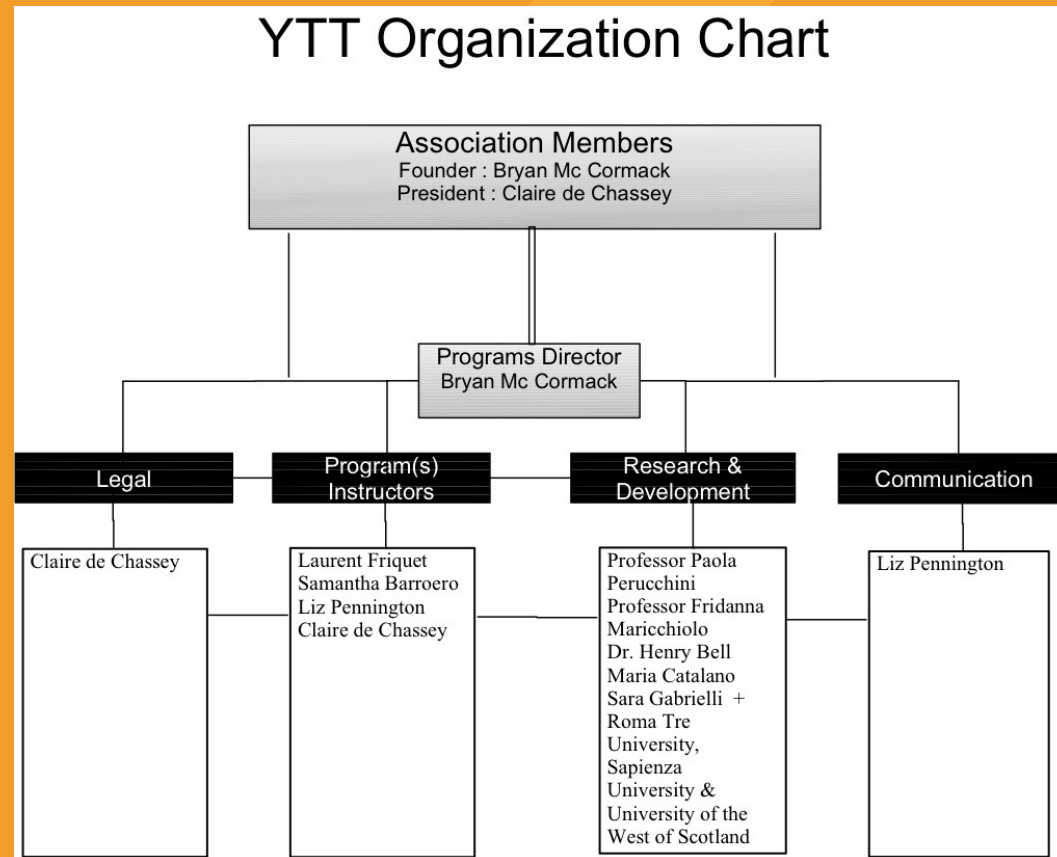 YTT Organization Chart
Association Members
Founder : Bryan Mc Cormack
President : Claire de Chassey
Programs Director
Bryan Mc Cormack
Legal
Program(s)
Instructors
Research &
Development
Communication
Claire de Chassey
Laurent Friquet
Samantha Barroero
Liz Pennington
Claire de Chassey
Professor Paola
Perucchini
Professor Fridanna
Maricchiolo
Dr. Henry Bell
Maria Catalano
Sara Gabrielli +
Roma Tre
University,
Sapienza
University &
University of the
West of Scotland
Liz Pennington